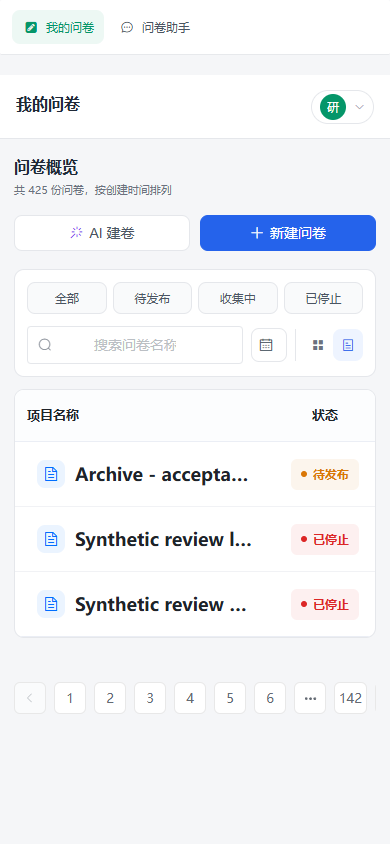 我的问卷 问卷助手
我的问卷 研
问卷概览
共 425 份问卷，按创建时间排列
AI 建卷 新建问卷
全部 待发布 收集中 已停止
搜索问卷名称
项目名称 状态
Archive - accepta... 待发布
Synthetic review l... 已停止
Synthetic review ... 已停止
1 2 3 4 5 6 ••• 142